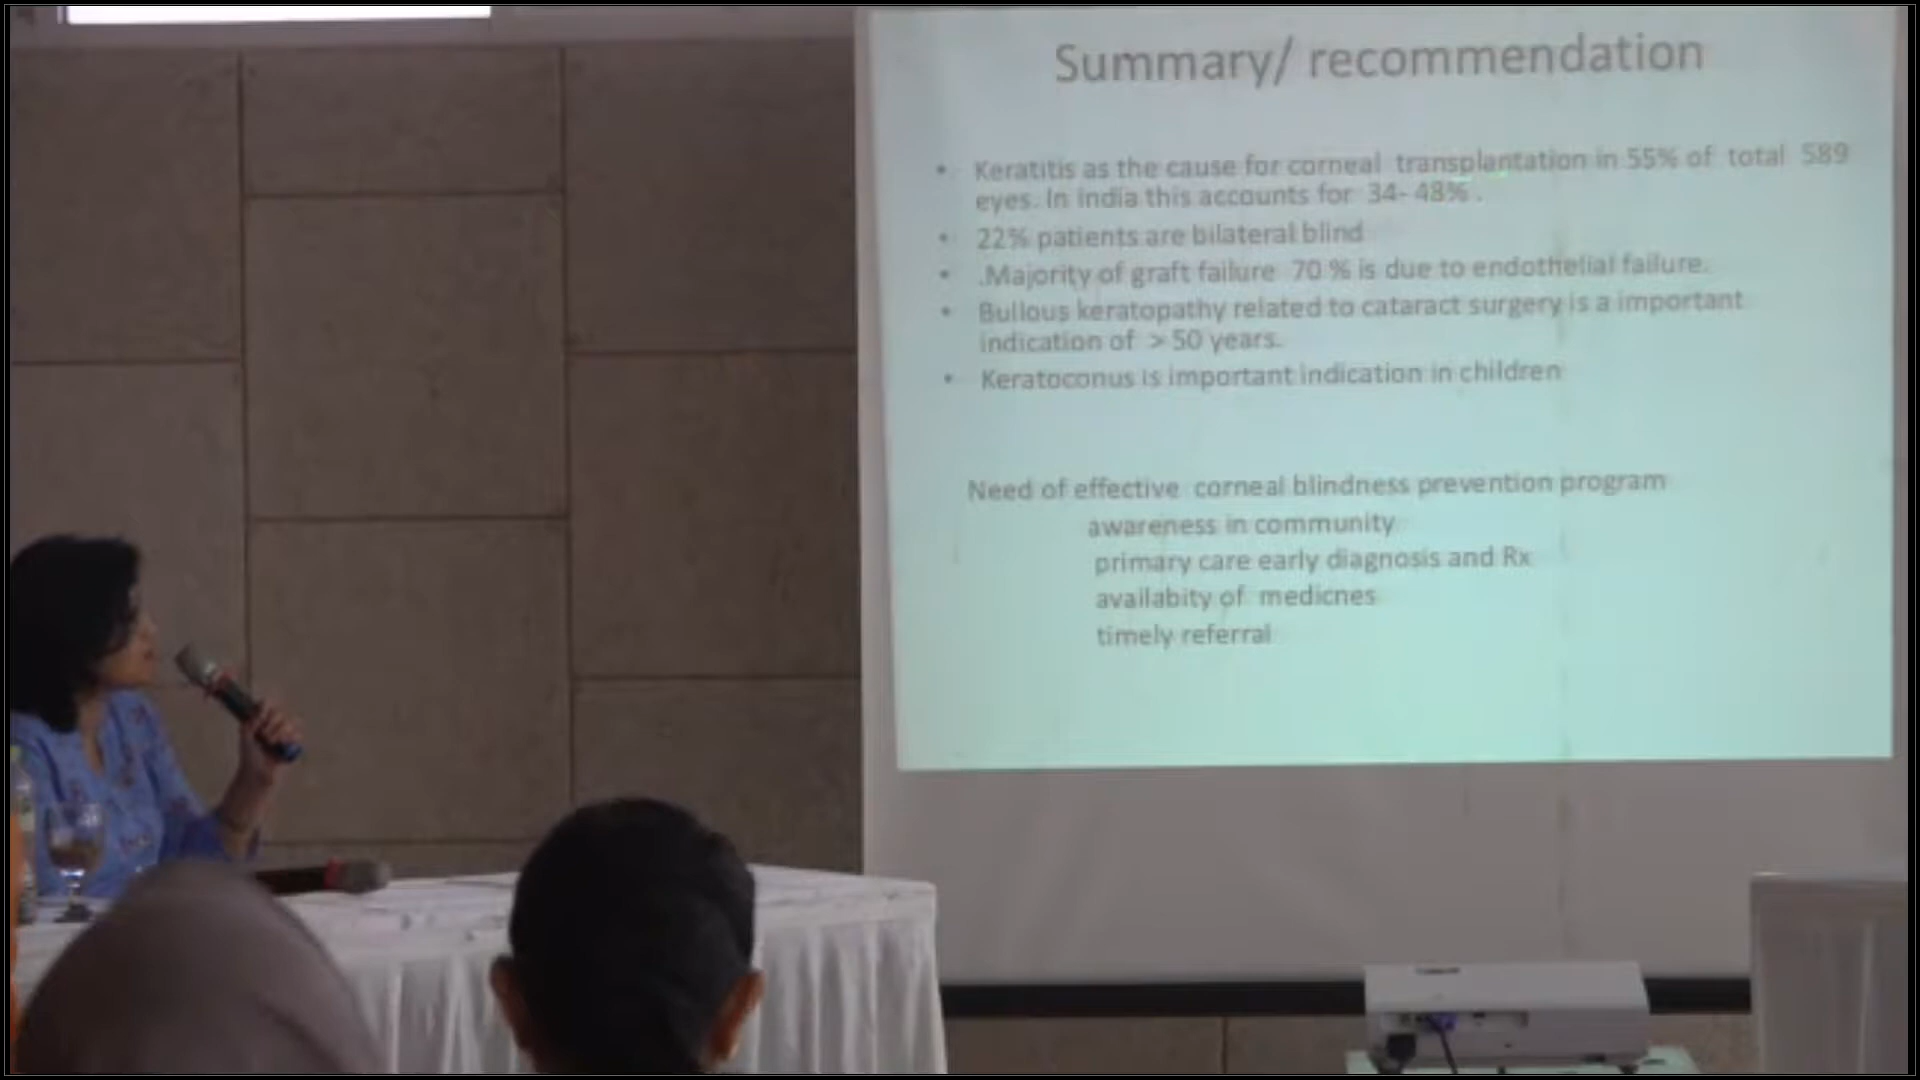 Summary/ recommendation
• Keratitis as the cause for corneal transplantation in 55% of total 589
eyes. In india this accounts for 34- 48% .
• 22% patients are bilateral blind
• .Majority of graft failure 70 % is due to endothelial failure.
• Bullous keratopathy related to cataract surgery is a important
indication of > 50 years.
• Keratoconus is important indication in children
Need of effective corneal blindness prevention program
awareness in community
primary care early diagnosis and Rx
availabity of medicnes
timely referral